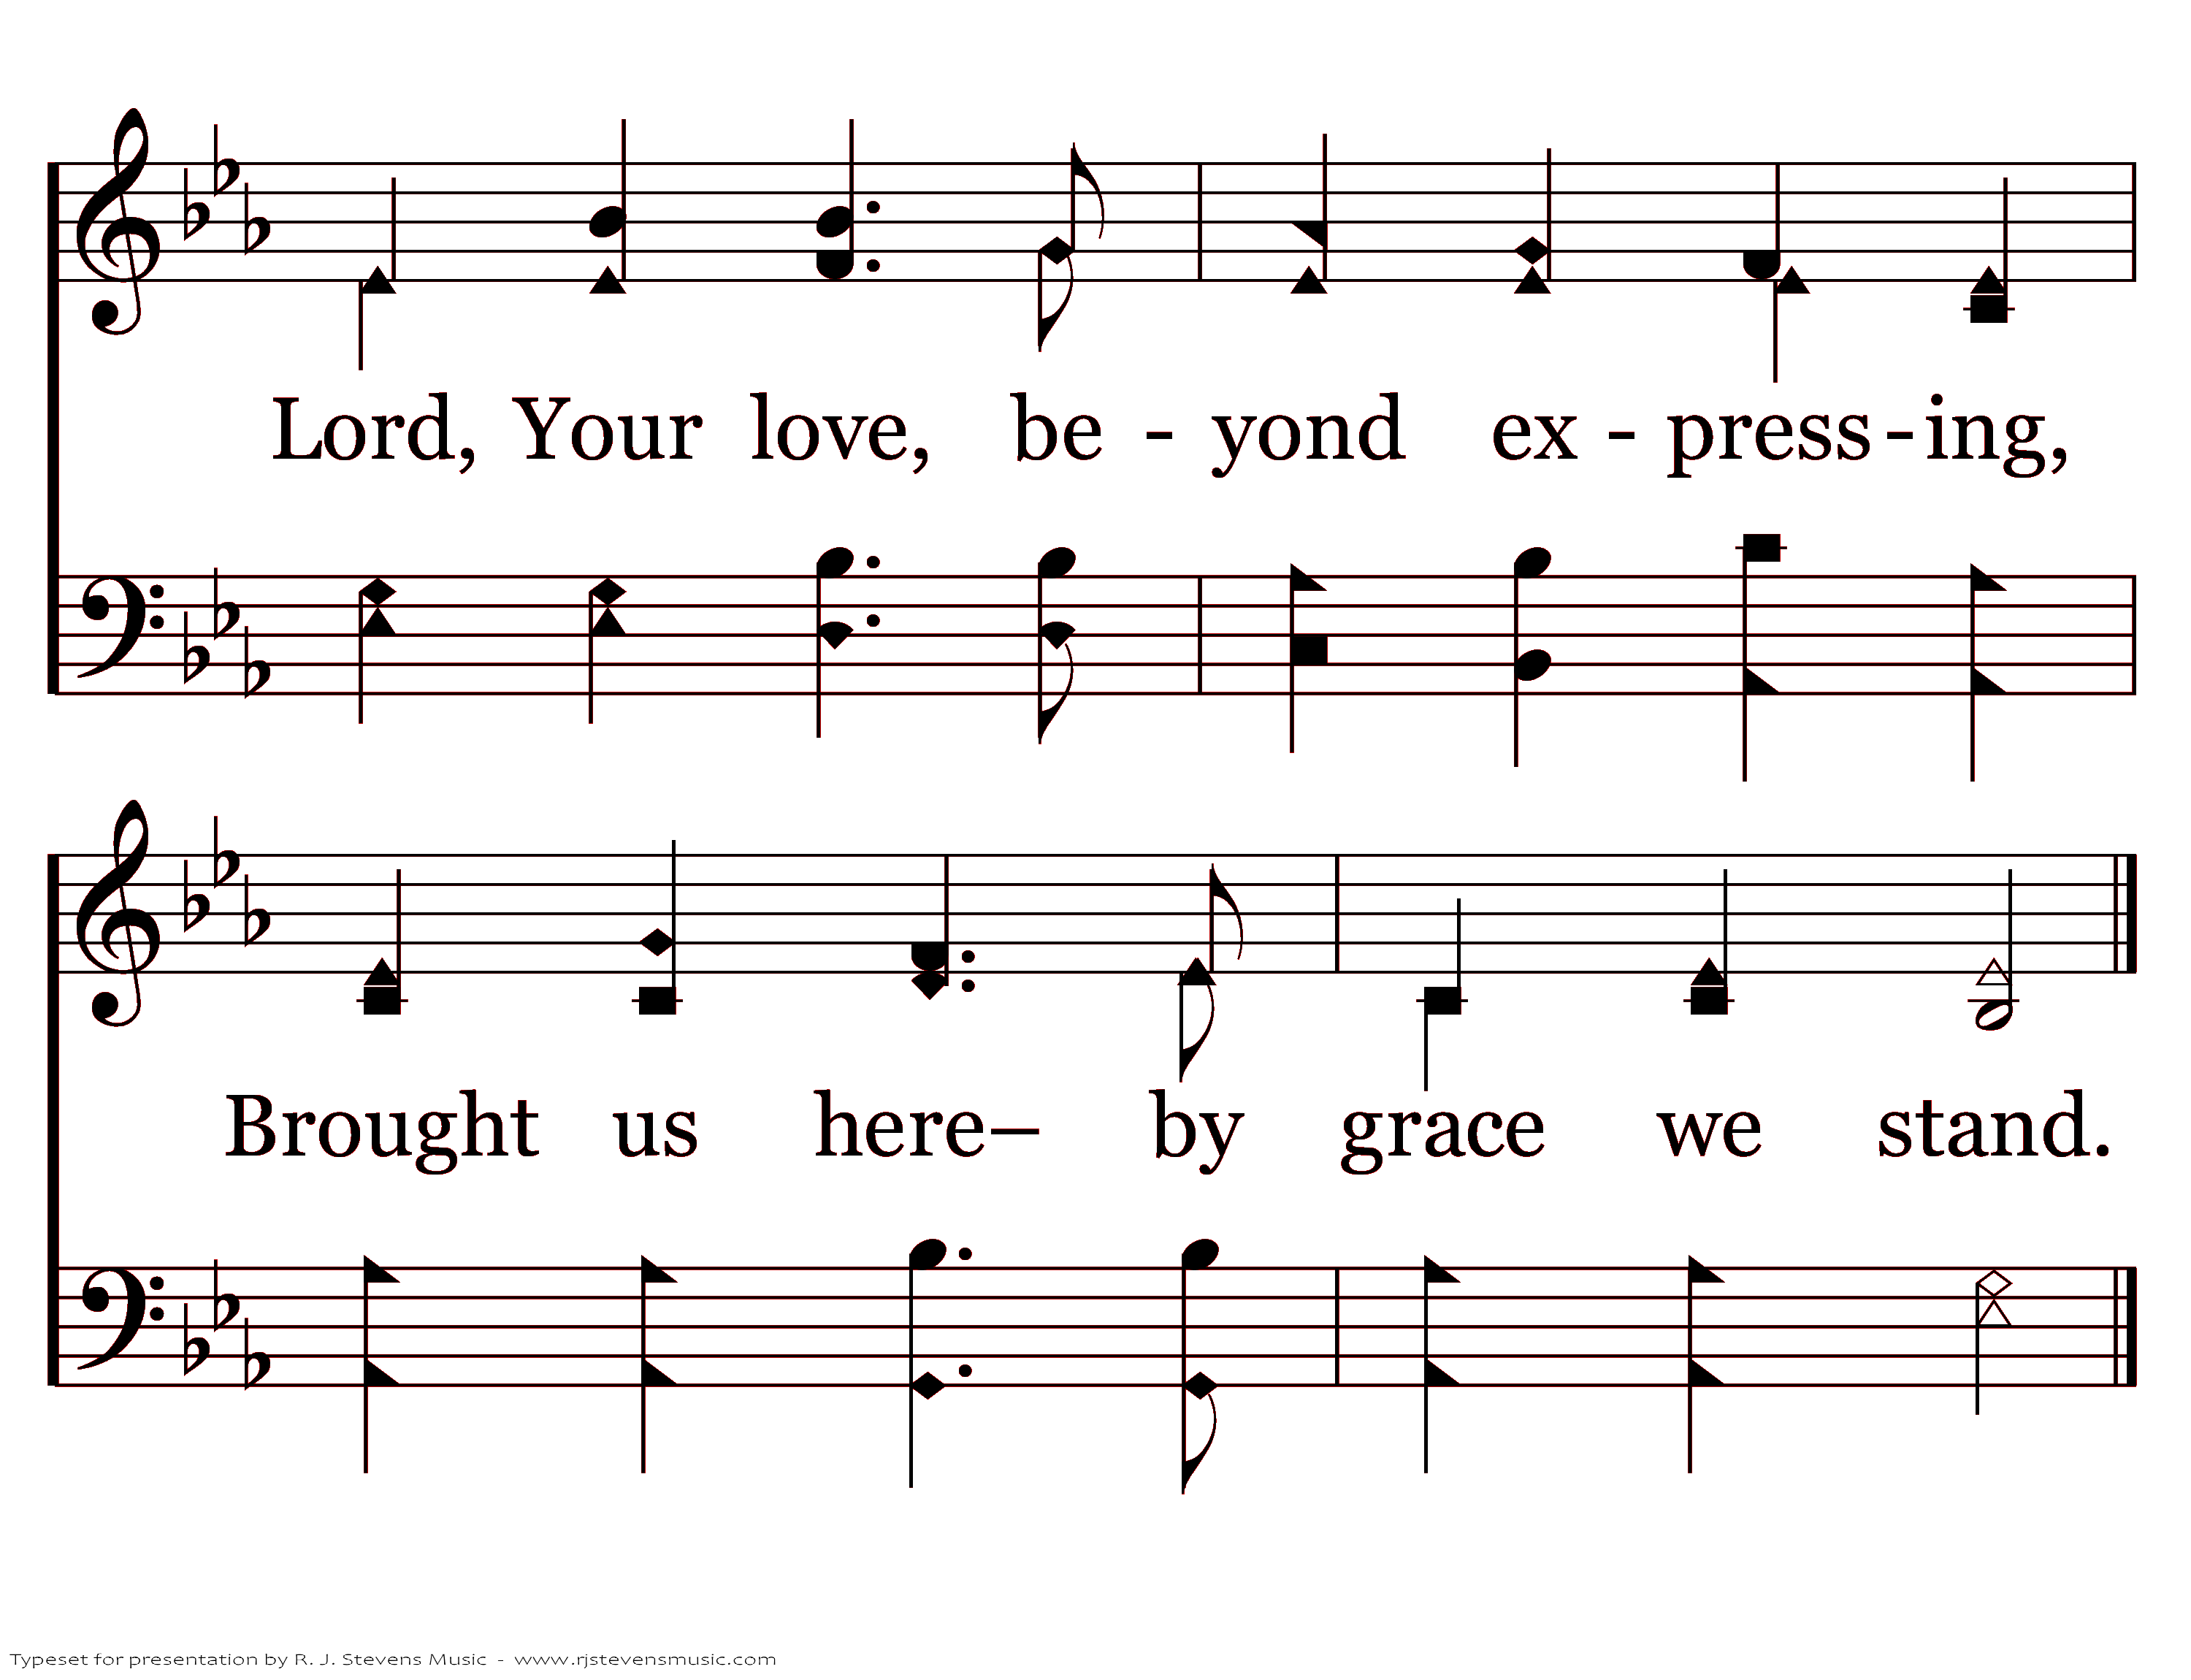 Lord, Your love, be - yond ex - press - ing,
Brought us here– by grace we stand.
Typeset for presentation by R. J. Stevens Music - www.rjstevensmusic.com